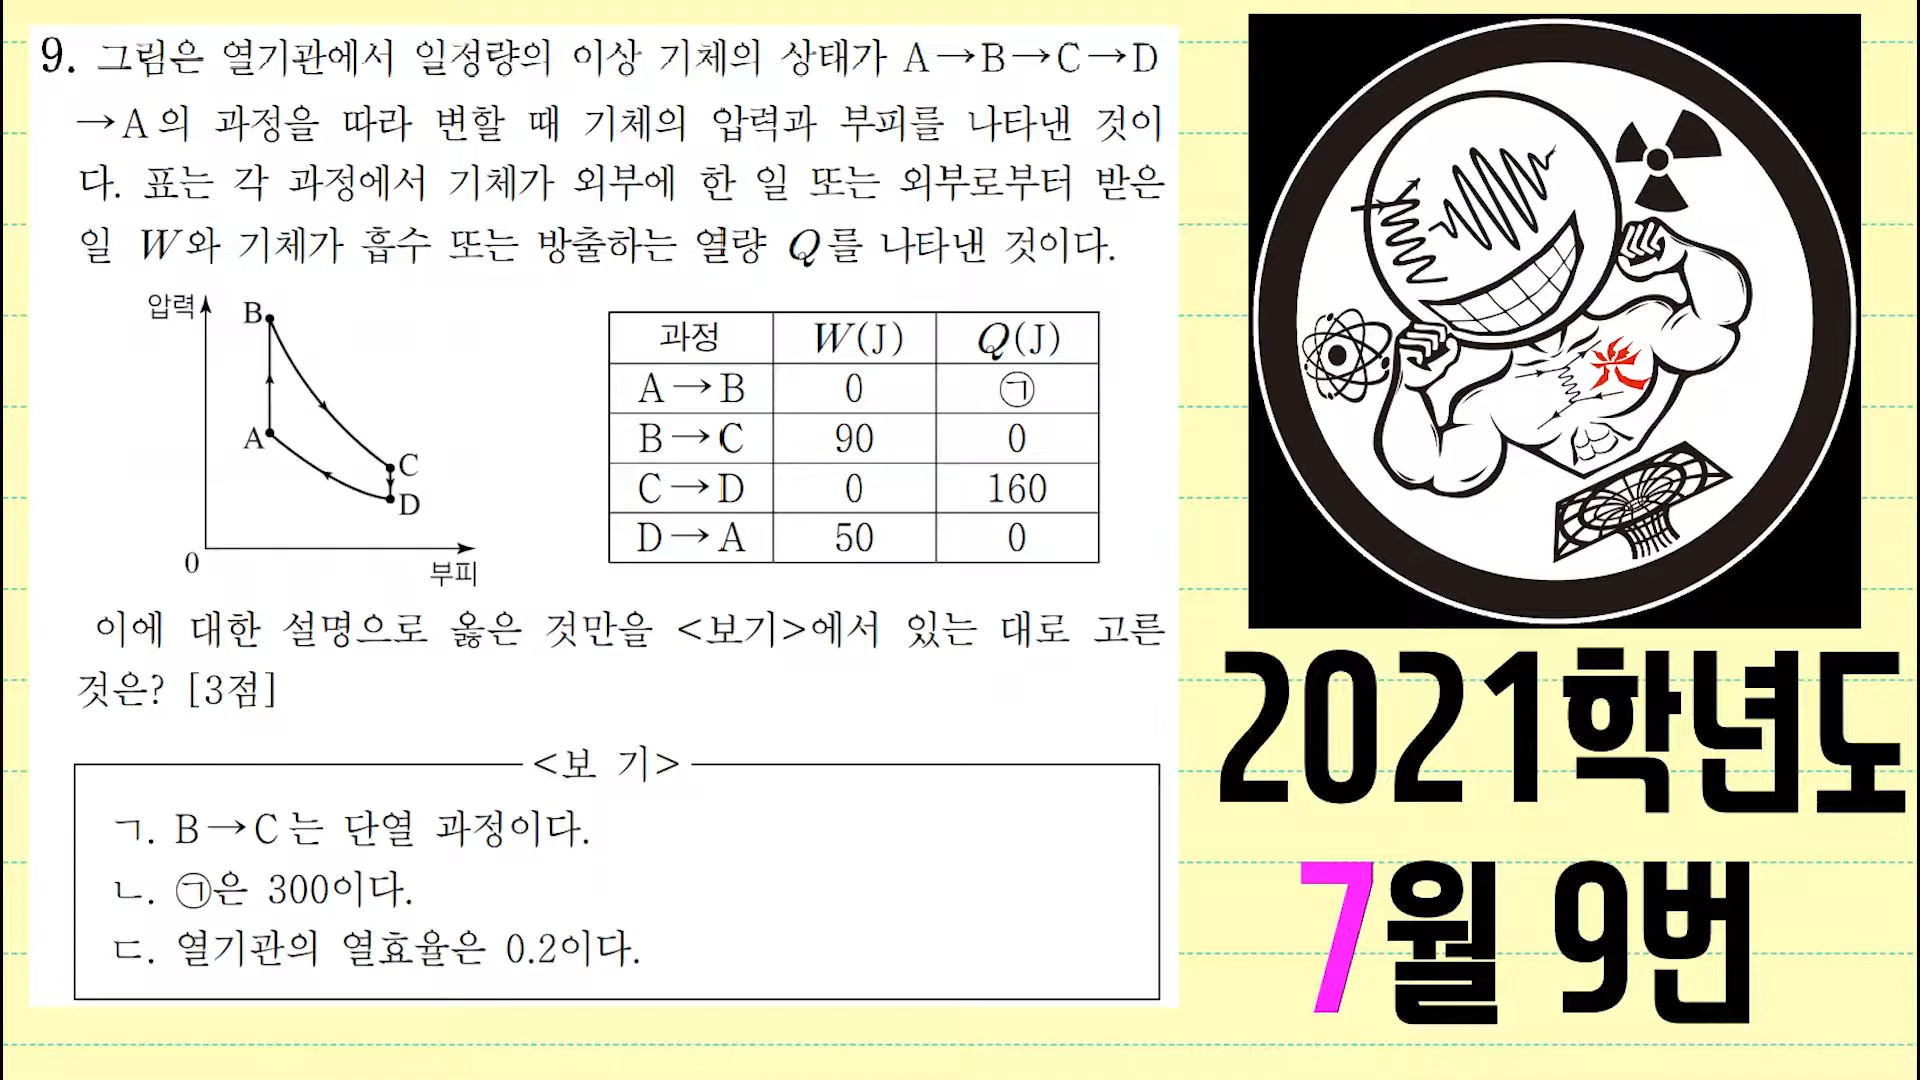 9. 그림은 열기관에서 일정량의 이상 기체의 상태가 A→B→C→D
→A의 과정을 따라 변할 때 기체의 압력과 부피를 나타낸 것이
다. 표는 각 과정에서 기체가 외부에 한 일 또는 외부로부터 받은
일 W와 기체가 흡수 또는 방출하는 열량 Q를 나타낸 것이다.
압력
B
A
C
D
0
부피
과정 W(J) Q(J)
A→B 0 ㉠
B→C 90 0
C→D 0 160
D→A 50 0
이에 대한 설명으로 옳은 것만을 <보기>에서 있는 대로 고른
것은? [3점]
<보 기>
ㄱ. B→C는 단열 과정이다.
ㄴ. ㉠은 300이다.
ㄷ. 열기관의 열효율은 0.2이다.
2021학년도
7월 9번